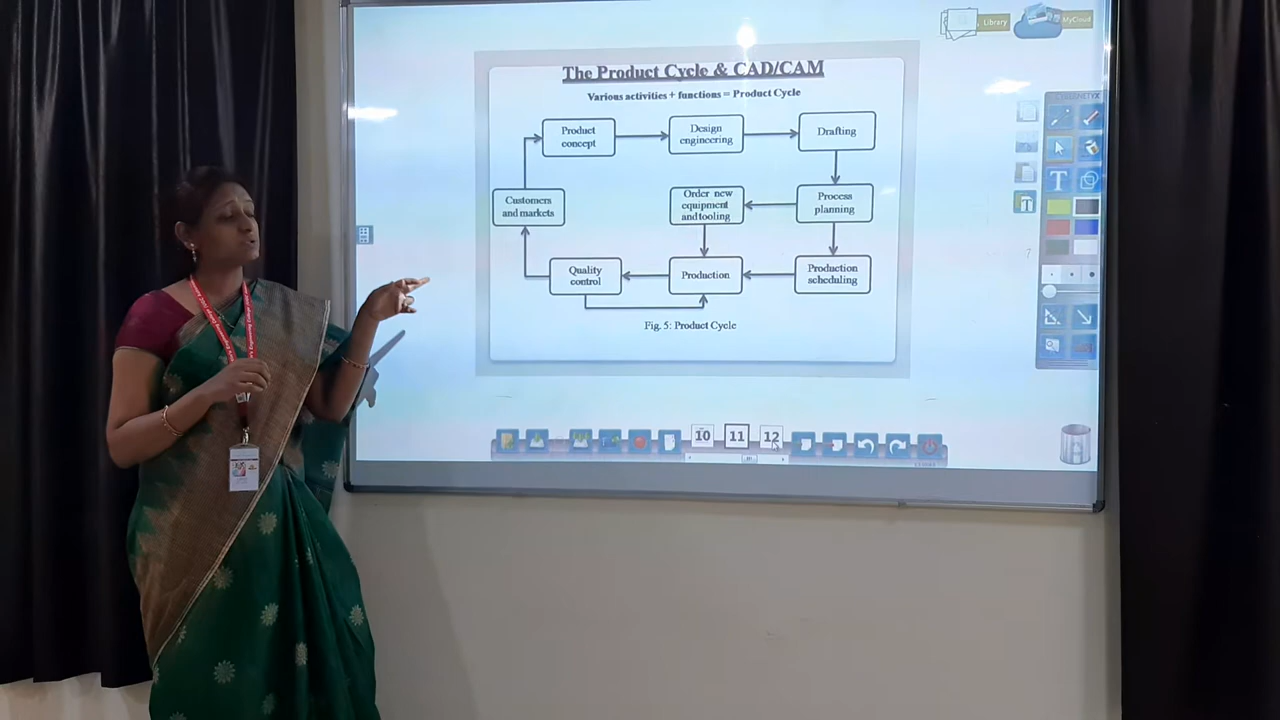 Library
MyCloud
The Product Cycle & CAD/CAM
Various activities + functions = Product Cycle
Product
concept
Design
engineering
Drafting
Customers
and markets
Order new
equipment
and tooling
Process
planning
Quality
control
Production
Production
scheduling
Fig. 5: Product Cycle
T
T
7
10
11
12